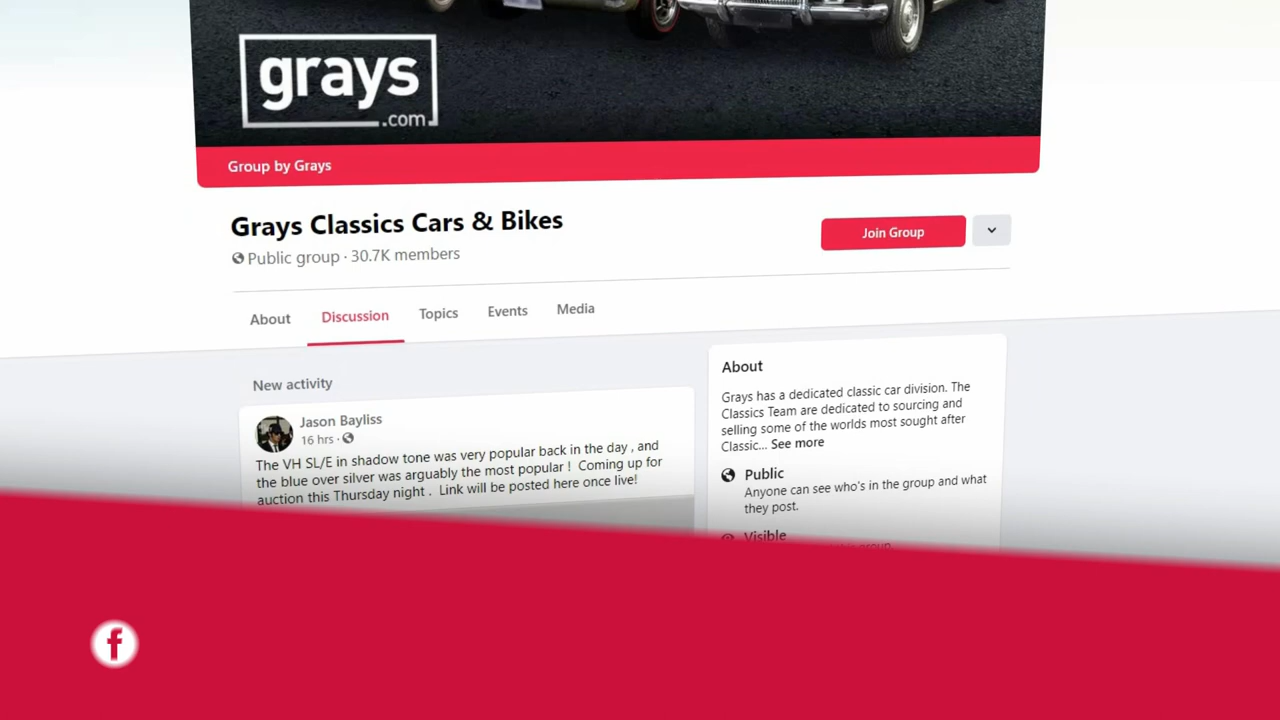 grays
.com
Group by Grays
Grays Classics Cars & Bikes
Public group · 30.7K members
Join Group
About
Discussion
Topics
Events
Media
New activity
Jason Bayliss
16 hrs ·
The VH SL/E in shadow tone was very popular back in the day , and
the blue over silver was arguably the most popular ! Coming up for
auction this Thursday night . Link will be posted here once live!
About
Grays has a dedicated classic car division. The
Classics Team are dedicated to sourcing and
selling some of the worlds most sought after
Classic... See more
Public
Anyone can see who's in the group and what
they post.
Visible
group.
f